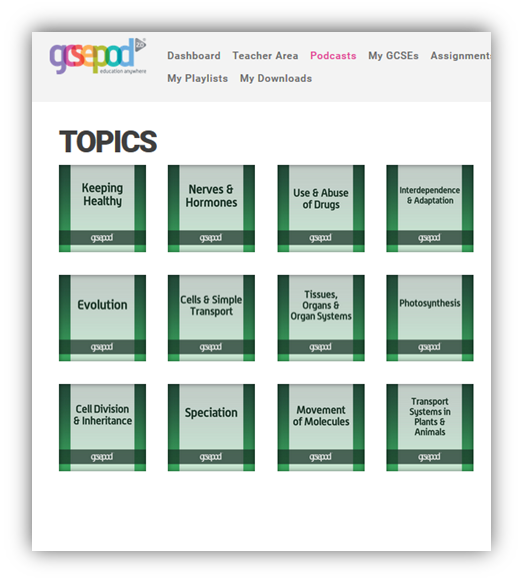 gcsepod
education anywhere
Dashboard Teacher Area Podcasts My GCSEs Assignments
My Playlists My Downloads
TOPICS
Keeping
Healthy
gcsepod
Nerves &
Hormones
gcsepod
Use & Abuse
of Drugs
gcsepod
Interdependence
& Adaptation
gcsepod
Evolution
gcsepod
Cells & Simple
Transport
gcsepod
Tissues,
Organs &
Organ Systems
gcsepod
Photosynthesis
gcsepod
Cell Division
& Inheritance
gcsepod
Speciation
gcsepod
Movement
of Molecules
gcsepod
Transport
Systems in
Plants &
Animals
gcsepod